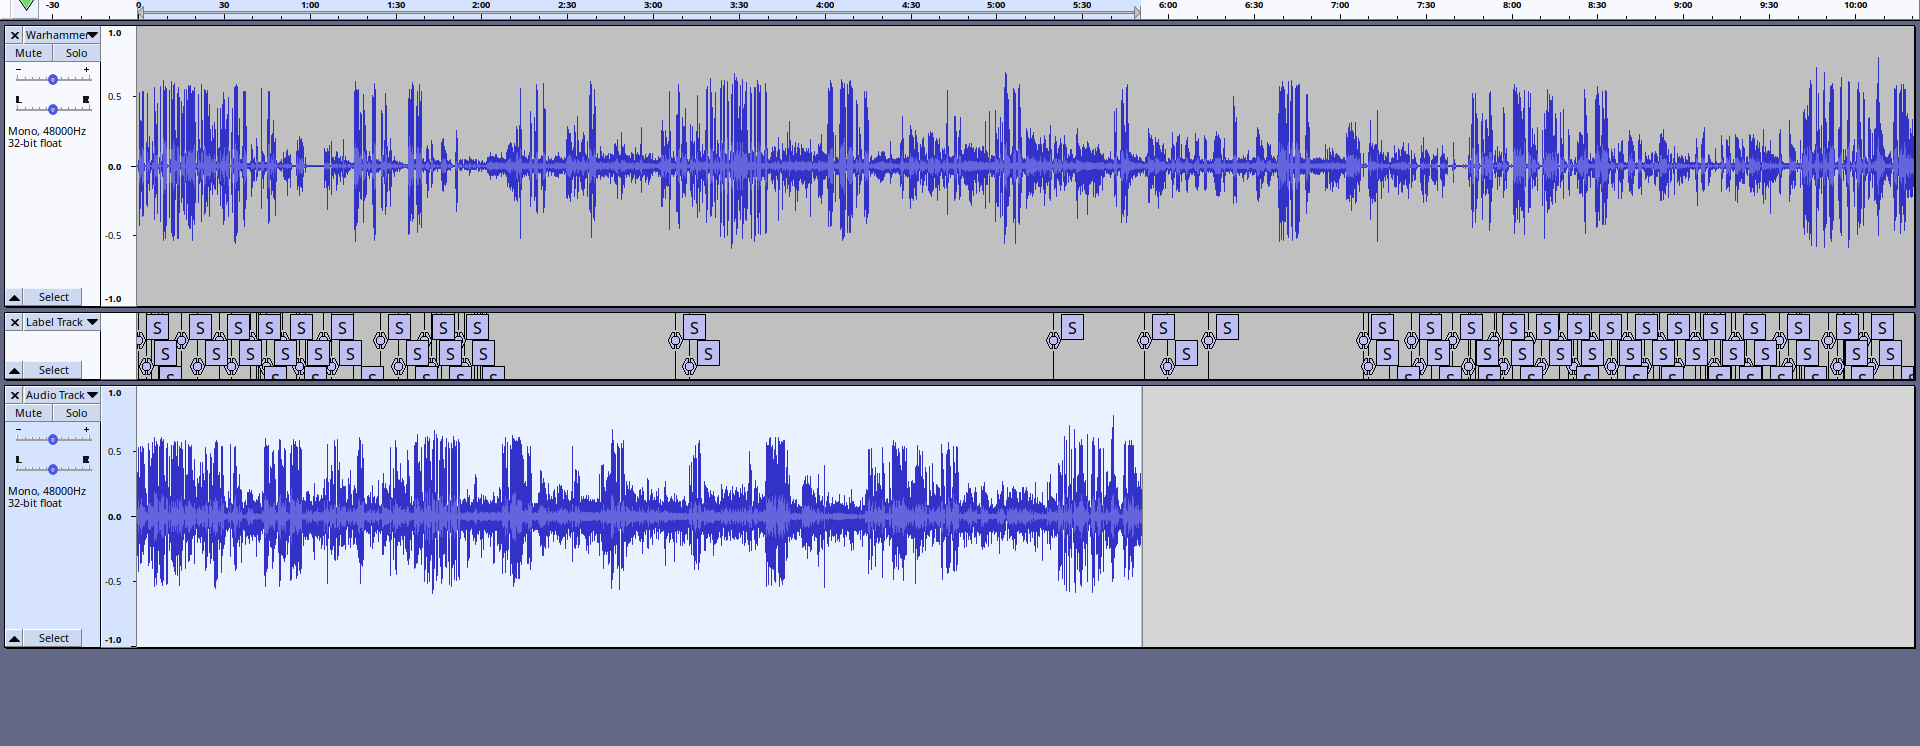 -30 0 30 1:00 1:30 2:00 2:30 3:00 3:30 4:00 4:30 5:00 5:30 6:00 6:30 7:00 7:30 8:00 8:30 9:00 9:30 10:00
Warhammer
Mute Solo
- +
L R
Mono, 48000Hz
32-bit float
Select
1.0
0.5
0.0
-0.5
-1.0
Label Track
Select
S S S S S S S S S S S S S S S S S S S S S S S S S S S S
S S S S S S S S S S S S S S S S S S S S S S S S
Audio Track
Mute Solo
- +
L R
Mono, 48000Hz
32-bit float
Select
1.0
0.5
0.0
-0.5
-1.0